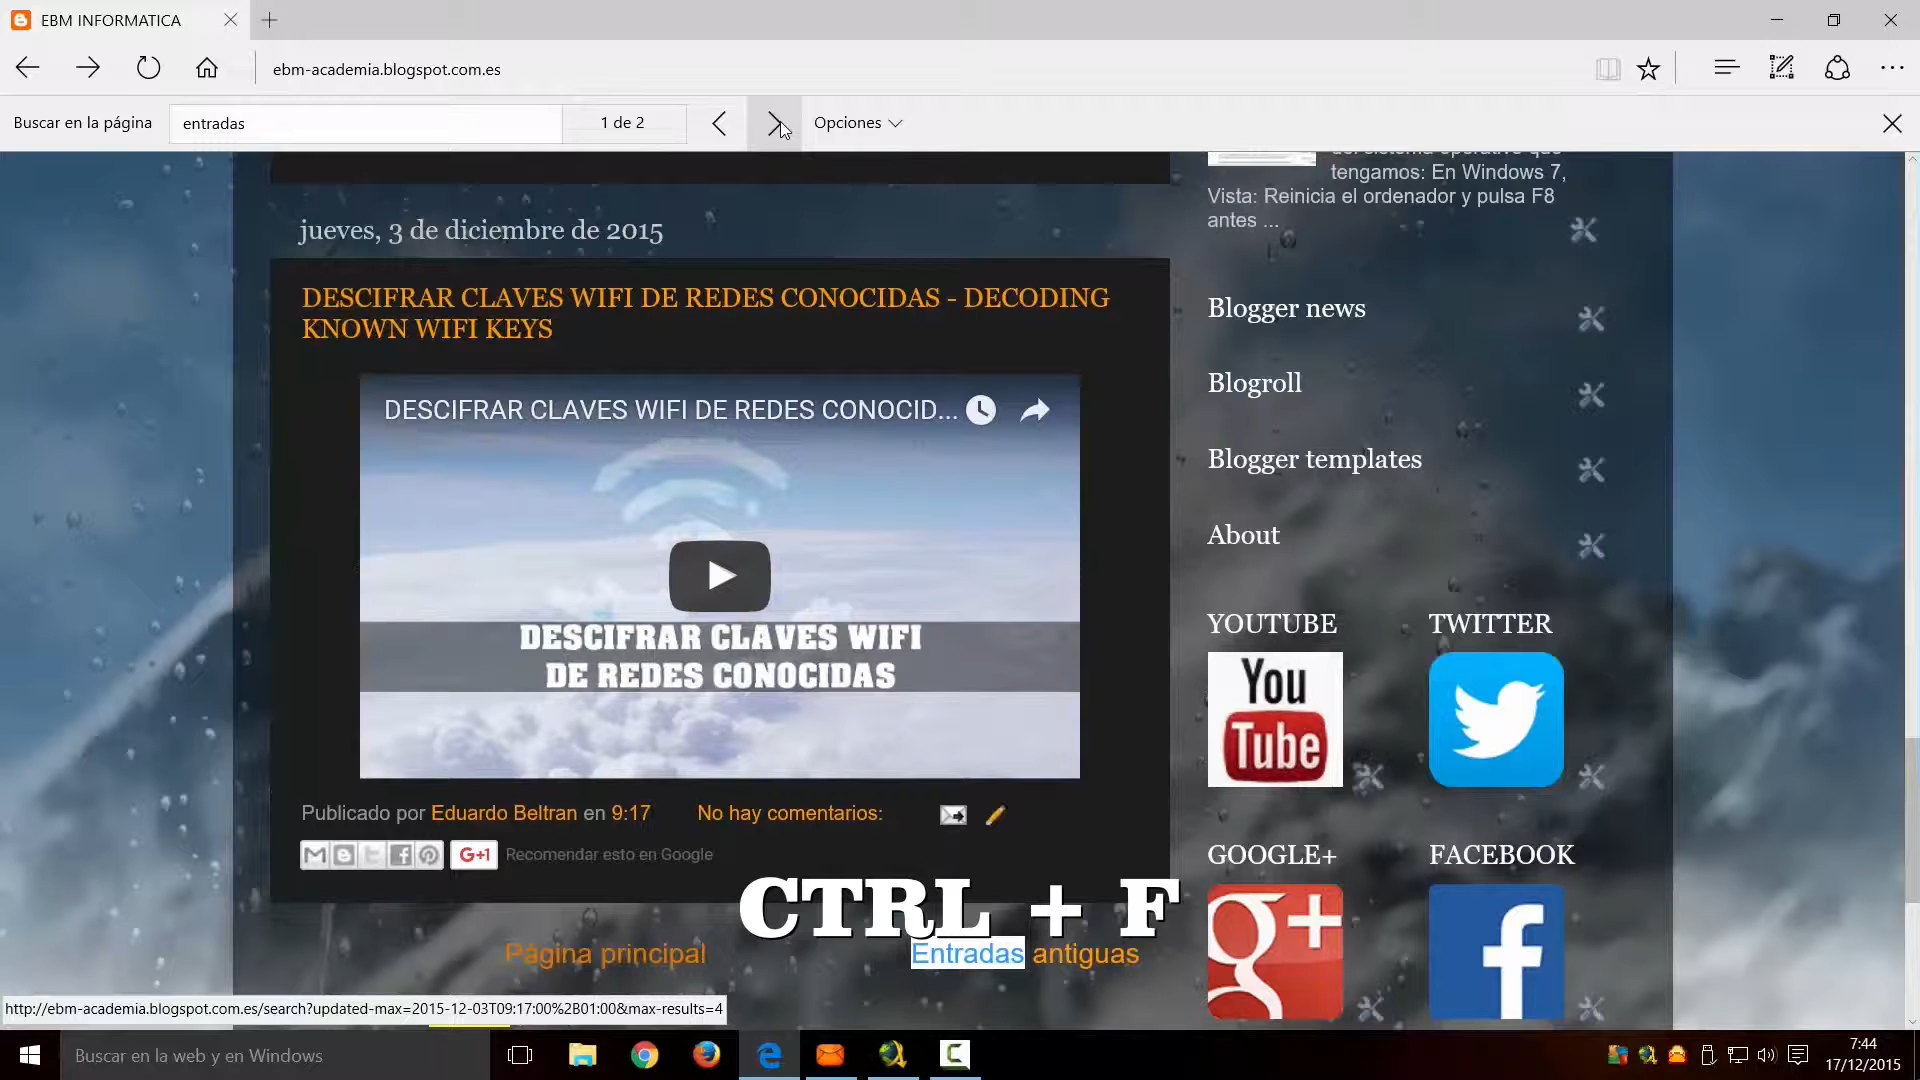 EBM INFORMATICA
ebm-academia.blogspot.com.es
Buscar en la página
entradas
1 de 2
Opciones
jueves, 3 de diciembre de 2015
DESCIFRAR CLAVES WIFI DE REDES CONOCIDAS - DECODING
KNOWN WIFI KEYS
DESCIFRAR CLAVES WIFI DE REDES CONOCID...
DESCIFRAR CLAVES WIFI
DE REDES CONOCIDAS
Publicado por Eduardo Beltran en 9:17
No hay comentarios:
G+1
Recomendar esto en Google
CTRL + F
Página principal
Entradas antiguas
del sistema operativo que
tengamos: En Windows 7,
Vista: Reinicia el ordenador y pulsa F8
antes ...
Blogger news
Blogroll
Blogger templates
About
YOUTUBE
TWITTER
You
Tube
GOOGLE+
FACEBOOK
g+
f
http://ebm-academia.blogspot.com.es/search?updated-max=2015-12-03T09:17:00%2B01:00&max-results=4
Buscar en la web y en Windows
7:44
17/12/2015